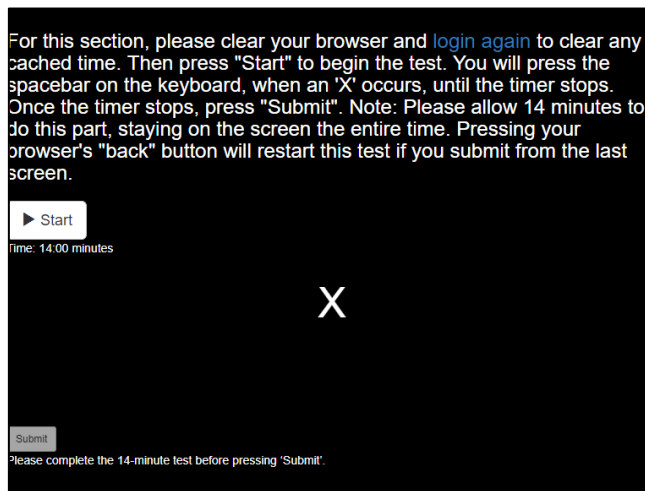 For this section, please clear your browser and login again to clear any
cached time. Then press "Start" to begin the test. You will press the
spacebar on the keyboard, when an 'X' occurs, until the timer stops.
Once the timer stops, press "Submit". Note: Please allow 14 minutes to
do this part, staying on the screen the entire time. Pressing your
browser's "back" button will restart this test if you submit from the last
screen.
Start
Time: 14:00 minutes
X
Submit
Please complete the 14-minute test before pressing 'Submit'.